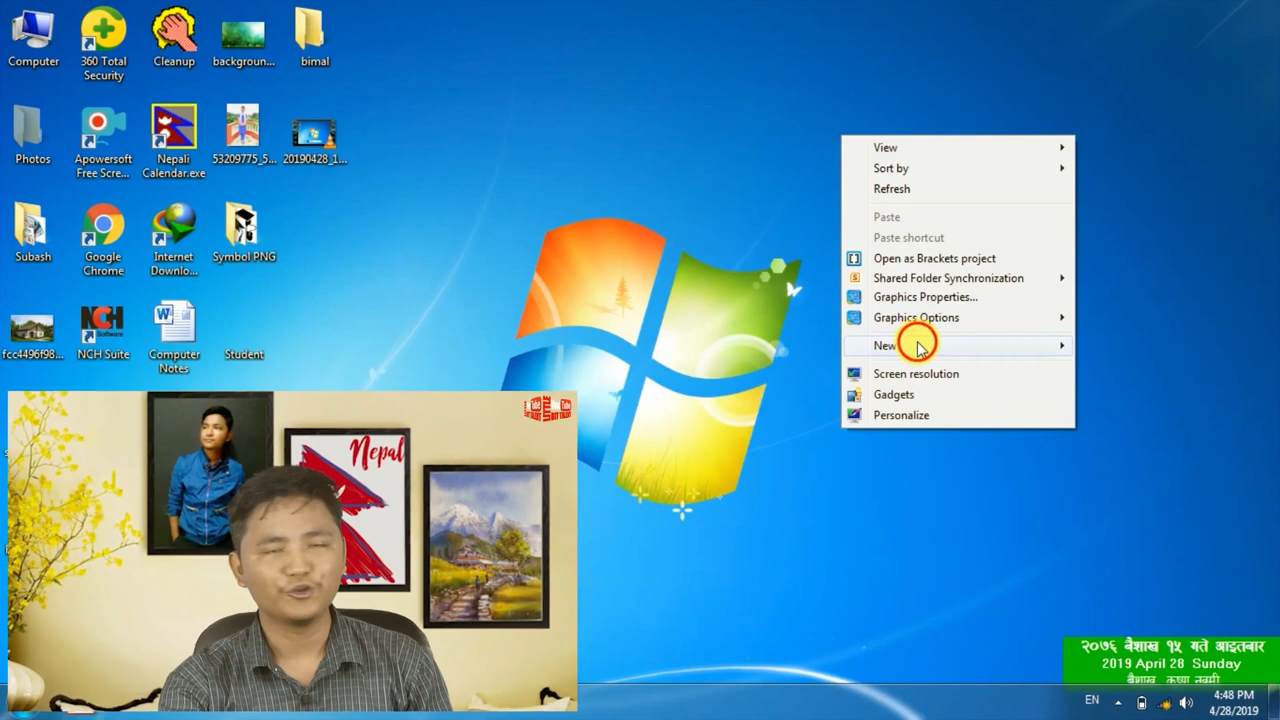 Computer
360 Total
Security
Cleanup
backgroun...
bimal
Photos
Apowersoft
Free Scre...
Nepali
Calendar.exe
53209775_5...
20190428_1...
Subash
Google
Chrome
Internet
Downlo...
Symbol PNG
fcc4496f98...
NCH Suite
Computer
Notes
Student
View
Sort by
Refresh
Paste
Paste shortcut
Open as Brackets project
Shared Folder Synchronization
Graphics Properties...
Graphics Options
New
Screen resolution
Gadgets
Personalize
Nepal
२०७६ बैशाख १५ गते आइतबार
2019 April 28 Sunday
बैशाख कृष्ण नवमी
EN
4:48 PM
4/28/2019